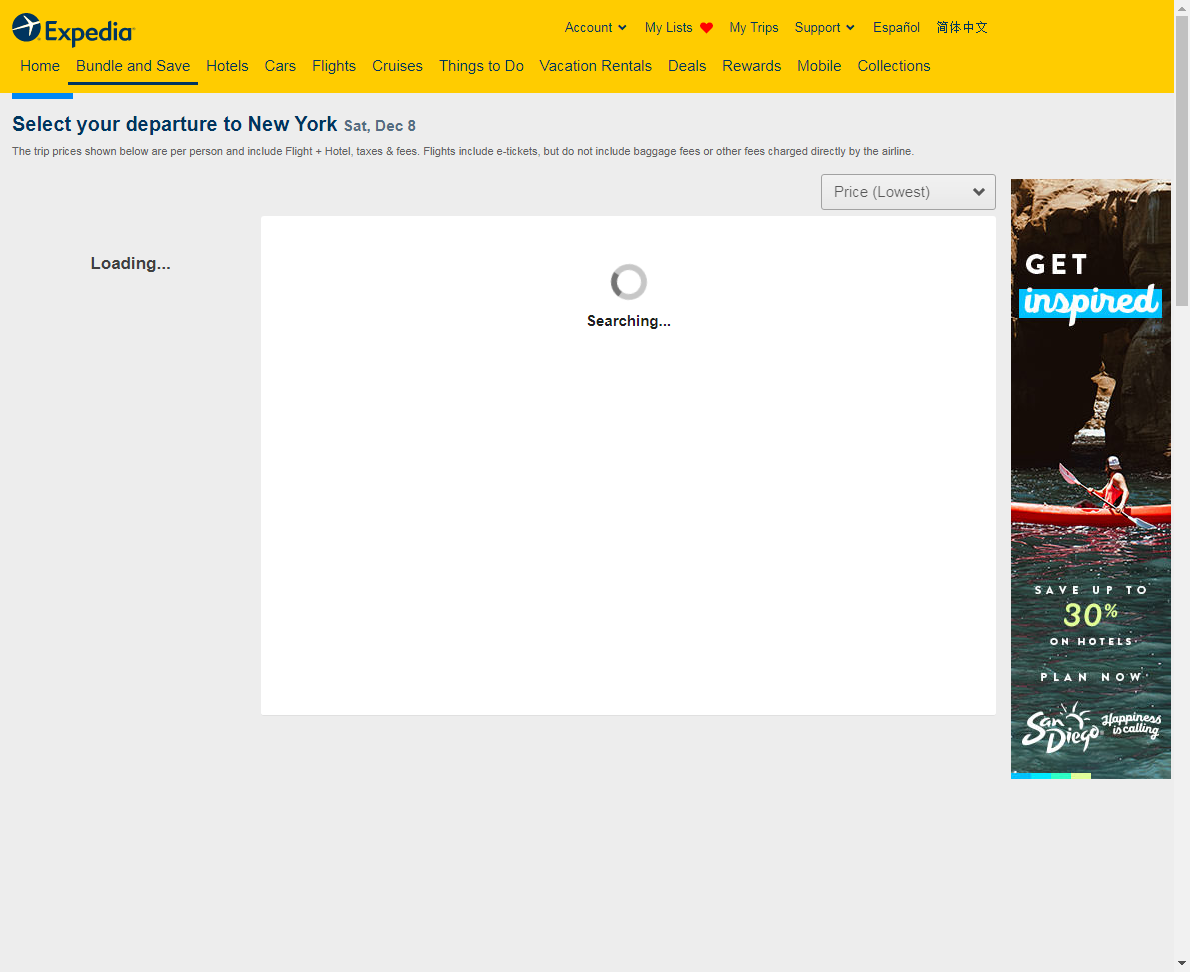 Expedia
Account
My Lists
My Trips
Support
Español
简体中文
Home
Bundle and Save
Hotels
Cars
Flights
Cruises
Things to Do
Vacation Rentals
Deals
Rewards
Mobile
Collections
Select your departure to New York Sat, Dec 8
The trip prices shown below are per person and include Flight + Hotel, taxes & fees. Flights include e-tickets, but do not include baggage fees or other fees charged directly by the airline.
Price (Lowest)
Loading...
Searching...
GET
inspired
SAVE UP TO
30%
ON HOTELS
PLAN NOW
San Diego
Happiness
is calling